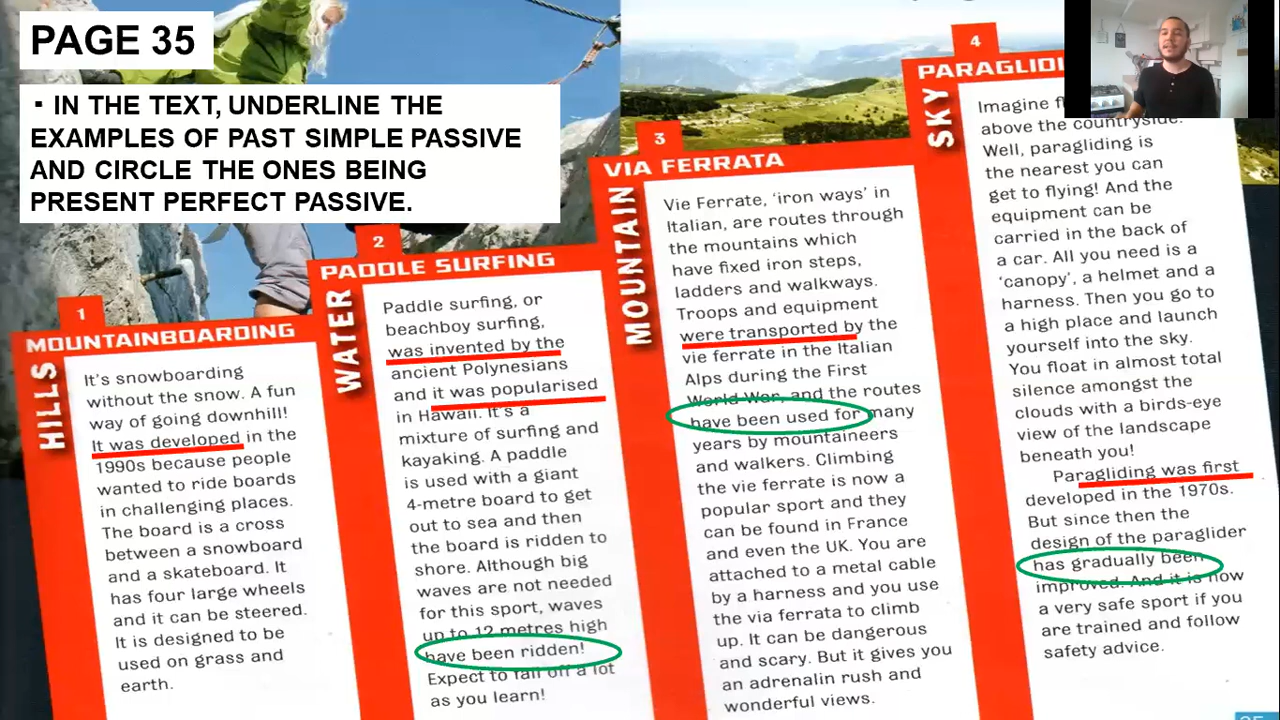 PAGE 35
▪ IN THE TEXT, UNDERLINE THE
EXAMPLES OF PAST SIMPLE PASSIVE
AND CIRCLE THE ONES BEING
PRESENT PERFECT PASSIVE.
1
MOUNTAINBOARDING
HILLS
It's snowboarding
without the snow. A fun
way of going downhill!
It was developed in the
1990s because people
wanted to ride boards
in challenging places.
The board is a cross
between a snowboard
and a skateboard. It
has four large wheels
and it can be steered.
It is designed to be
used on grass and
earth.
2
PADDLE SURFING
WATER
Paddle surfing, or
beachboy surfing,
was invented by the
ancient Polynesians
and it was popularised
in Hawaii. It's a
mixture of surfing and
kayaking. A paddle
is used with a giant
4-metre board to get
out to sea and then
the board is ridden to
shore. Although big
waves are not needed
for this sport, waves
up to 12 metres high
have been ridden!
Expect to fall off a lot
as you learn!
3
VIA FERRATA
MOUNTAIN
Vie Ferrate, 'iron ways' in
Italian, are routes through
the mountains which
have fixed iron steps,
ladders and walkways.
Troops and equipment
were transported by the
vie ferrate in the Italian
Alps during the First
World War, and the routes
have been used for many
years by mountaineers
and walkers. Climbing
the vie ferrate is now a
popular sport and they
can be found in France
and even the UK. You are
attached to a metal cable
by a harness and you use
the via ferrata to climb
up. It can be dangerous
and scary. But it gives you
an adrenalin rush and
wonderful views.
4
PARAGLIDI
SKY
Imagine f
above the countryside.
Well, paragliding is
the nearest you can
get to flying! And the
equipment can be
carried in the back of
a car. All you need is a
'canopy', a helmet and a
harness. Then you go to
a high place and launch
yourself into the sky.
You float in almost total
silence amongst the
clouds with a birds-eye
view of the landscape
beneath you!
Paragliding was first
developed in the 1970s.
But since then the
design of the paraglider
has gradually been
improved. And it is now
a very safe sport if you
are trained and follow
safety advice.